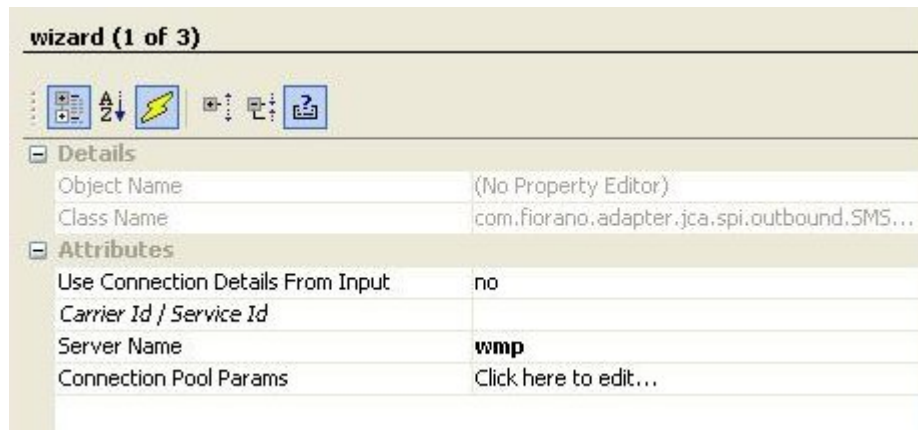 wizard (1 of 3)
Details
Object Name (No Property Editor)
Class Name com.fiorano.adapter.jca.spi.outbound.SMS...
Attributes
Use Connection Details From Input no
Carrier Id / Service Id
Server Name wmp
Connection Pool Params Click here to edit...